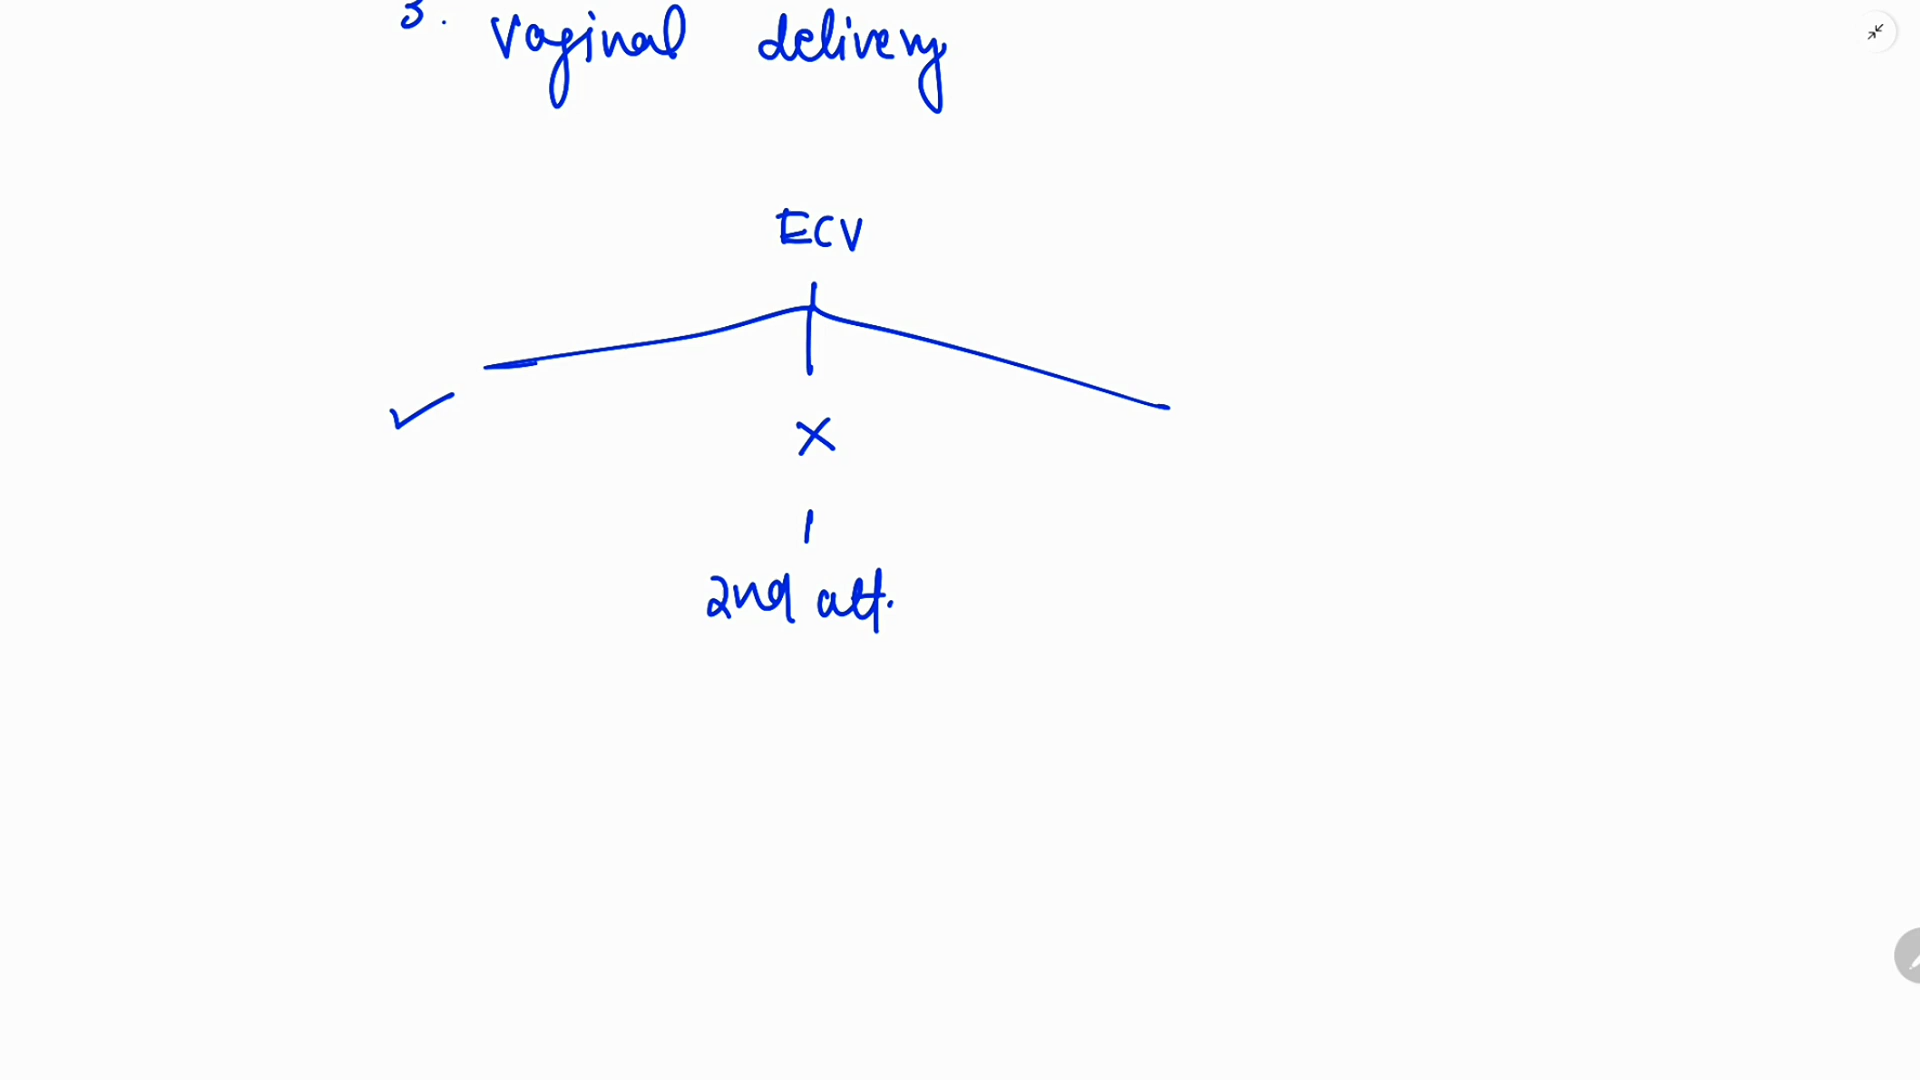 3. Vaginal delivery
ECV
✓
X
2nd att.